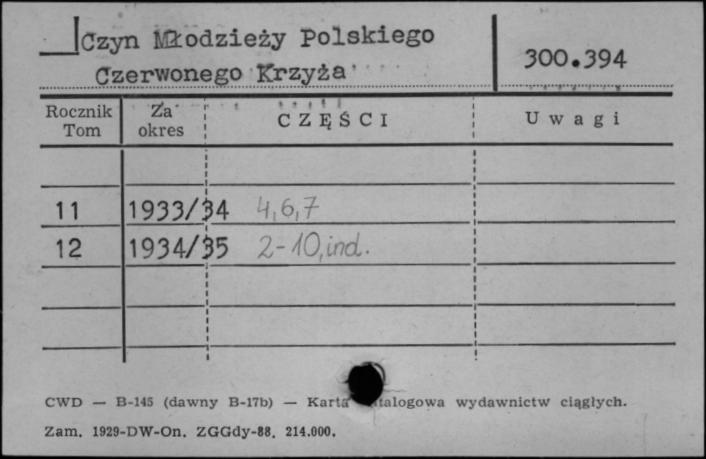 Czyn Młodzieży Polskiego
Czerwonego Krzyża
300.394
Rocznik Tom
Za okres
CZĘŚCI
Uwagi
11 1933/34 4,6,7
12 1934/35 2-10, ind.
CWD — B-145 (dawny B-17b) — Karta talogowa wydawnictw ciągłych.
Zam. 1929-DW-On. ZGGdy-88. 214.000.